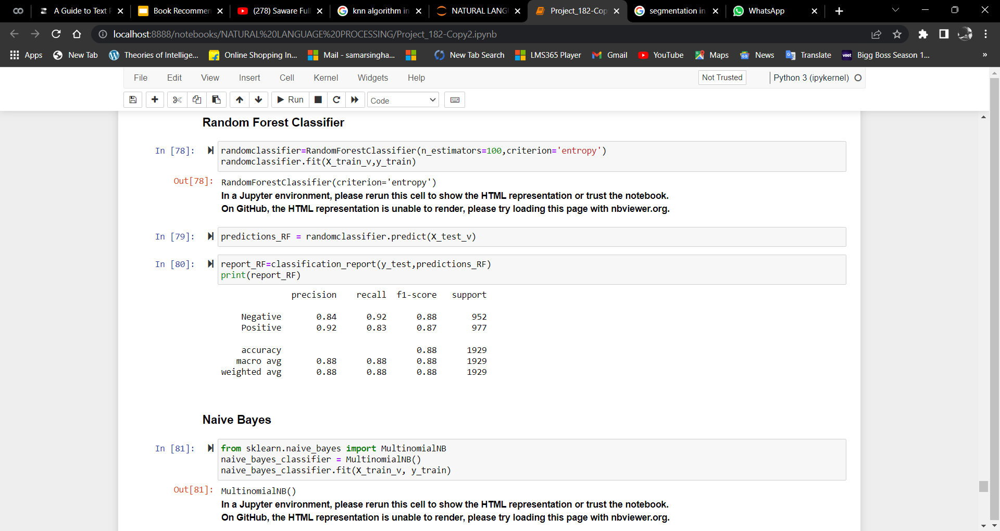 A Guide to Text P
Book Recommen
(278) Saware Full
knn algorithm in
NATURAL LANGU
Project_182-Cop
segmentation in
WhatsApp
localhost:8888/notebooks/NATURAL%20LANGUAGE%20PROCESSING/Project_182-Copy2.ipynb
Apps
New Tab
Theories of Intellige...
Online Shopping In...
Mail - samarsingha...
New Tab Search
LMS365 Player
Gmail
YouTube
Maps
News
Translate
voot
Bigg Boss Season 1...
»
File Edit View Insert Cell Kernel Widgets Help
Not Trusted
Python 3 (ipykernel)
Run
Code
Random Forest Classifier
In [78]: randomclassifier=RandomForestClassifier(n_estimators=100,criterion='entropy')
randomclassifier.fit(X_train_v,y_train)
Out[78]: RandomForestClassifier(criterion='entropy')
In a Jupyter environment, please rerun this cell to show the HTML representation or trust the notebook.
On GitHub, the HTML representation is unable to render, please try loading this page with nbviewer.org.
In [79]: predictions_RF = randomclassifier.predict(X_test_v)
In [80]: report_RF=classification_report(y_test,predictions_RF)
print(report_RF)
precision recall f1-score support
Negative 0.84 0.92 0.88 952
Positive 0.92 0.83 0.87 977
accuracy 0.88 1929
macro avg 0.88 0.88 0.88 1929
weighted avg 0.88 0.88 0.88 1929
Naive Bayes
In [81]: from sklearn.naive_bayes import MultinomialNB
naive_bayes_classifier = MultinomialNB()
naive_bayes_classifier.fit(X_train_v, y_train)
Out[81]: MultinomialNB()
In a Jupyter environment, please rerun this cell to show the HTML representation or trust the notebook.
On GitHub, the HTML representation is unable to render, please try loading this page with nbviewer.org.